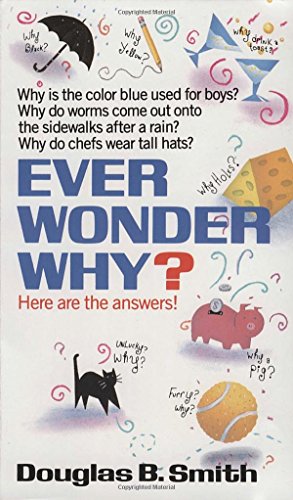 Why
Black?
Why
Yellow?
why drink a
toast?
Why is the color blue used for boys?
Why do worms come out onto
the sidewalks after a rain?
Why do chefs wear tall hats?
EVER
WONDER
WHY?
Why Holes?
Here are the answers!
UnLucky?
Why?
Why a
Pig?
Furry?
Why?
Douglas B. Smith